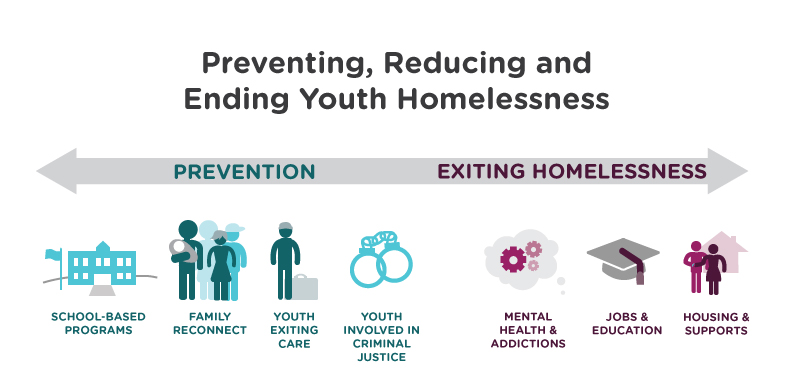 Preventing, Reducing and
Ending Youth Homelessness
PREVENTION
EXITING HOMELESSNESS
SCHOOL-BASED
PROGRAMS
FAMILY
RECONNECT
YOUTH
EXITING
CARE
YOUTH
INVOLVED IN
CRIMINAL
JUSTICE
MENTAL
HEALTH &
ADDICTIONS
JOBS &
EDUCATION
HOUSING &
SUPPORTS